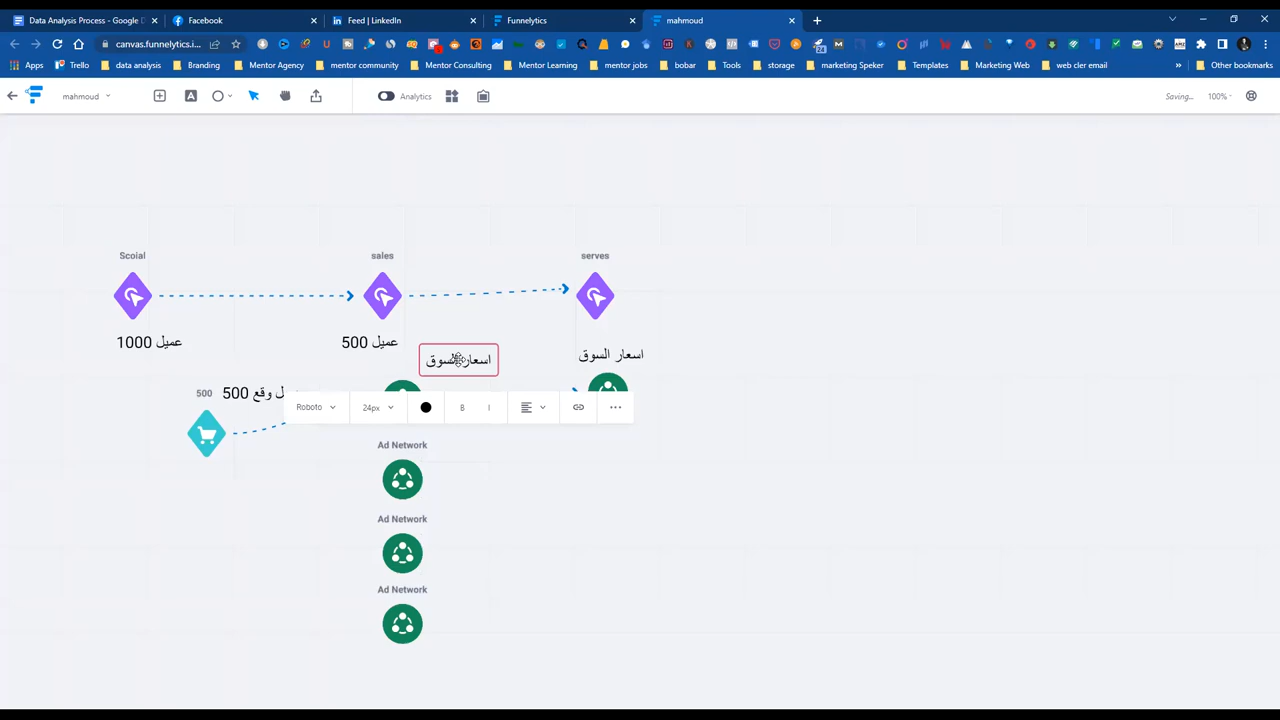 Data Analysis Process - Google D
Facebook
Feed | LinkedIn
Funnelytics
mahmoud
canvas.funnelytics.i...
Apps
Trello
data analysis
Branding
Mentor Agency
mentor community
Mentor Consulting
Mentor Learning
mentor jobs
bobar
Tools
storage
marketing Speker
Templates
Marketing Web
web cler email
»
Other bookmarks
mahmoud
Analytics
Saving...
100%
Scoial
sales
serves
1000 عميل
500 عميل
اسعار السوق
اسعار السوق
500
500 وقع
Roboto
24px
B
I
Ad Network
Ad Network
Ad Network